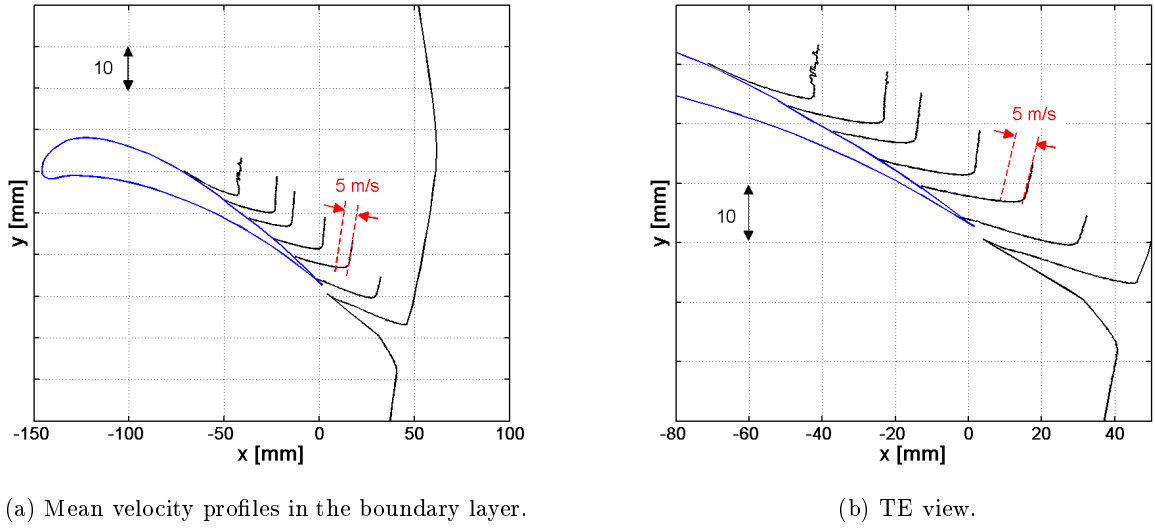 10
5 m/s
y [mm]
-150 -100 -50 0 50 100
x [mm]
(a) Mean velocity profiles in the boundary layer.
5 m/s
10
y [mm]
-80 -60 -40 -20 0 20 40
x [mm]
(b) TE view.